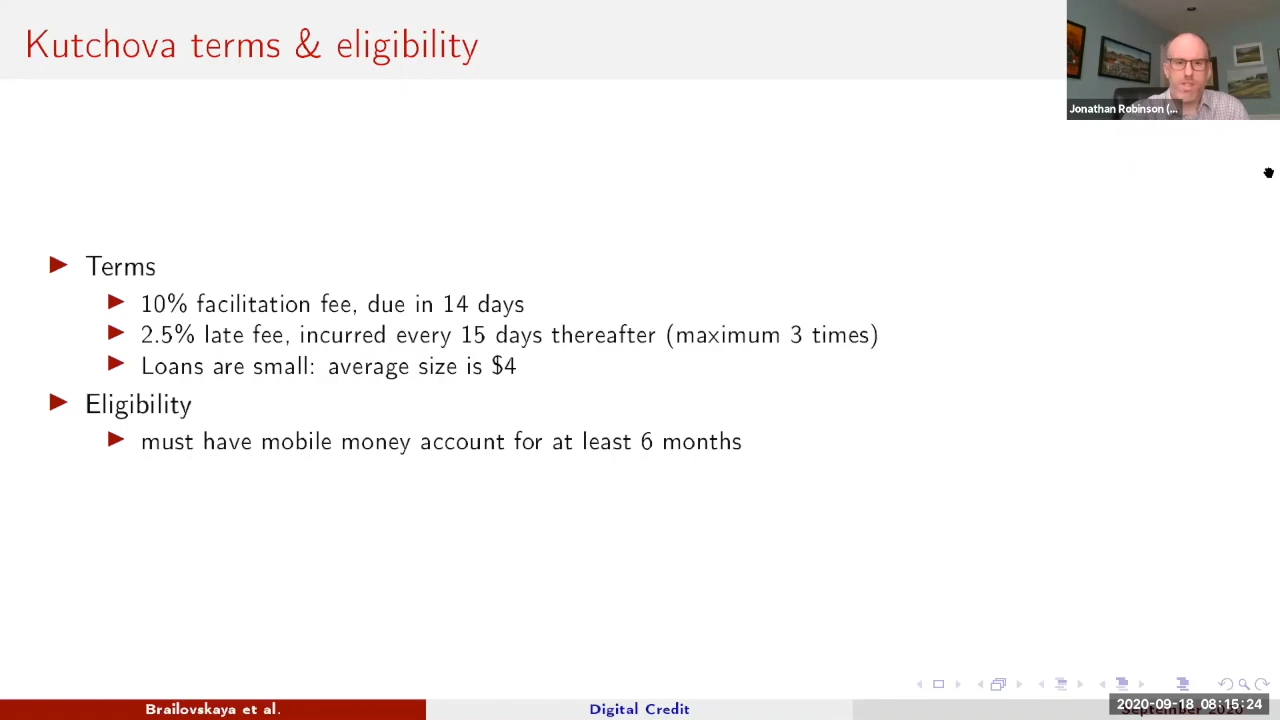 Kutchova terms & eligibility
Jonathan Robinson (...
Terms
10% facilitation fee, due in 14 days
2.5% late fee, incurred every 15 days thereafter (maximum 3 times)
Loans are small: average size is $4
Eligibility
must have mobile money account for at least 6 months
Brailovskaya et al.
Digital Credit
September 2020
2020-09-18 08:15:24